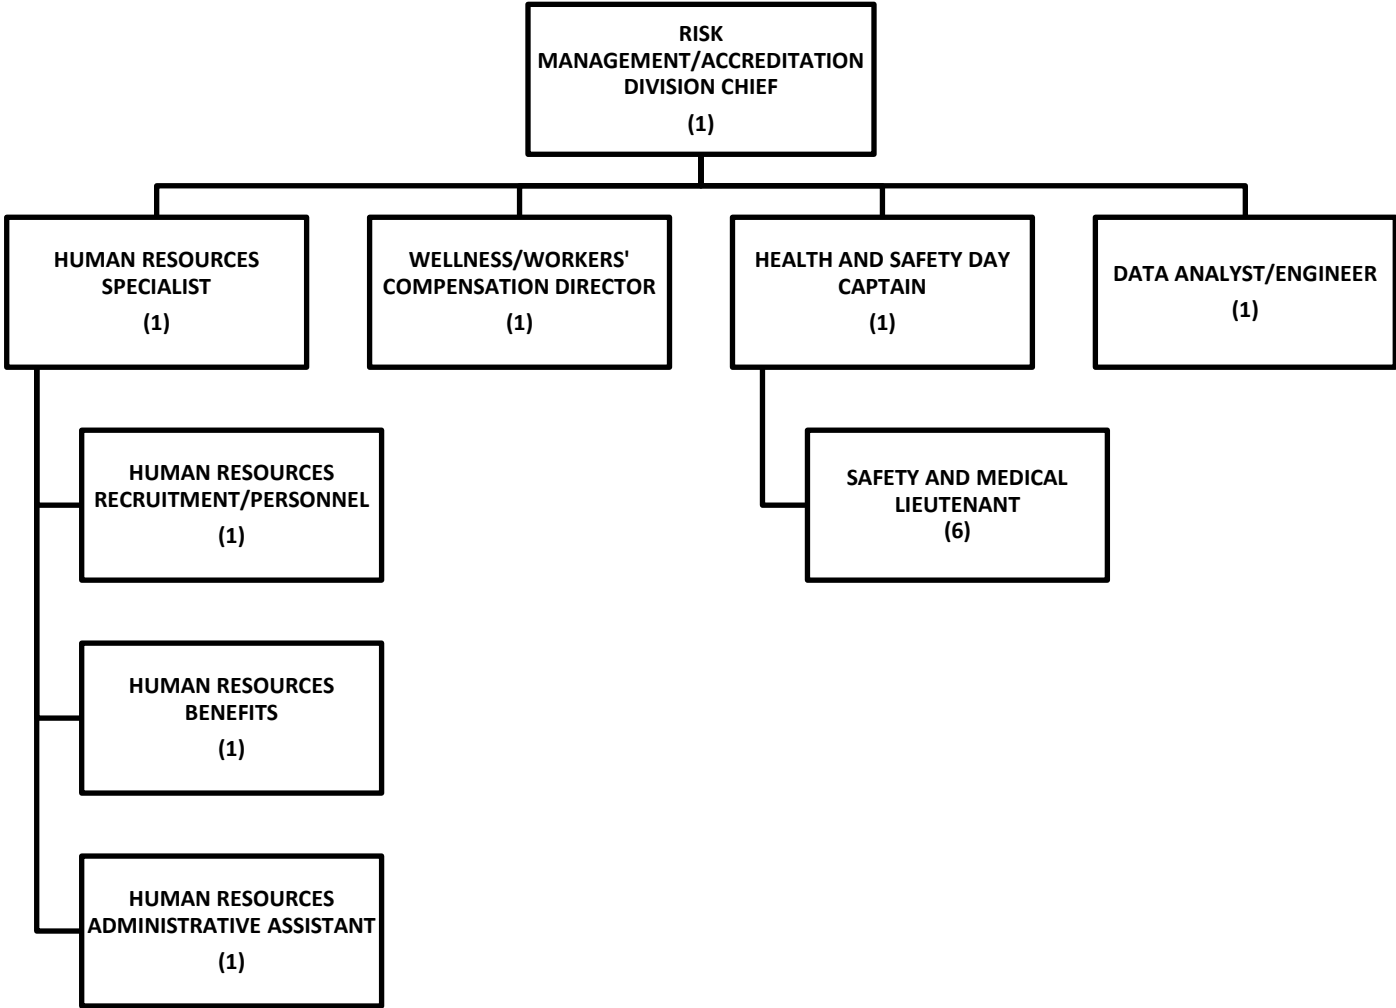 RISK
MANAGEMENT/ACCREDITATION
DIVISION CHIEF
(1)
HUMAN RESOURCES
SPECIALIST
(1)
WELLNESS/WORKERS'
COMPENSATION DIRECTOR
(1)
HEALTH AND SAFETY DAY
CAPTAIN
(1)
DATA ANALYST/ENGINEER
(1)
HUMAN RESOURCES
RECRUITMENT/PERSONNEL
(1)
SAFETY AND MEDICAL
LIEUTENANT
(6)
HUMAN RESOURCES
BENEFITS
(1)
HUMAN RESOURCES
ADMINISTRATIVE ASSISTANT
(1)